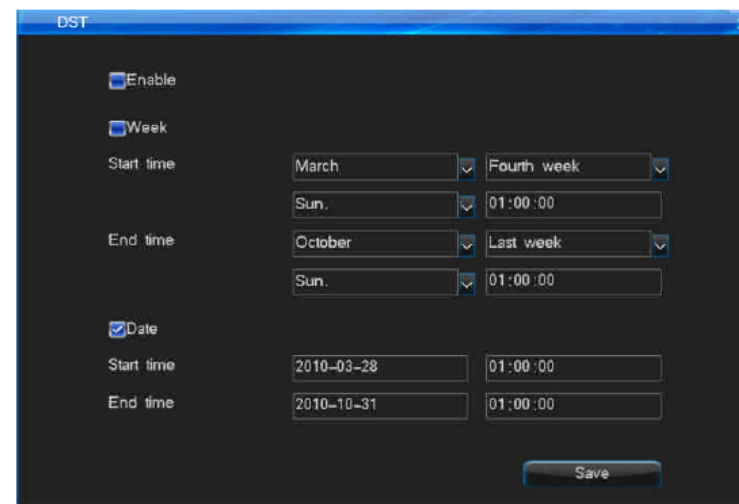 DST
Enable
Week
Start time March Fourth week
Sun. 01:00:00
End time October Last week
Sun. 01:00:00
Date
Start time 2010-03-28 01:00:00
End time 2010-10-31 01:00:00
Save